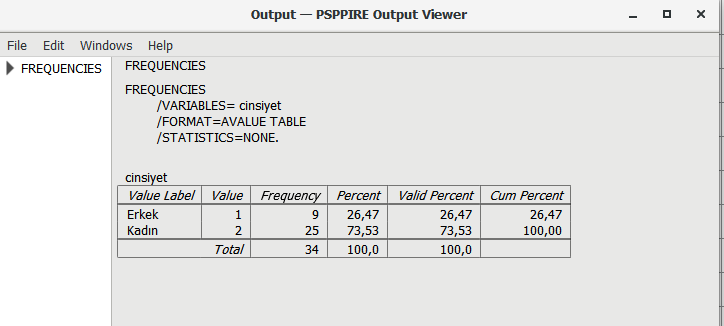 Output — PSPPIRE Output Viewer
File Edit Windows Help
FREQUENCIES
FREQUENCIES
FREQUENCIES
/VARIABLES= cinsiyet
/FORMAT=AVALUE TABLE
/STATISTICS=NONE.
cinsiyet
Value Label Value Frequency Percent Valid Percent Cum Percent
Erkek 1 9 26,47 26,47 26,47
Kadın 2 25 73,53 73,53 100,00
Total 34 100,0 100,0